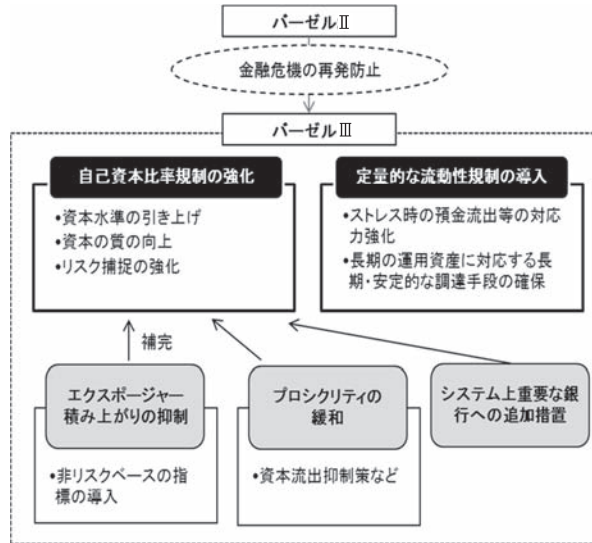 バーゼルⅡ
金融危機の再発防止
バーゼルⅢ
自己資本比率規制の強化
•資本水準の引き上げ
•資本の質の向上
•リスク捕捉の強化
定量的な流動性規制の導入
•ストレス時の預金流出等の対応
力強化
•長期の運用資産に対応する長
期・安定的な調達手段の確保
補完
エクスポージャー
積み上がりの抑制
•非リスクベースの指
標の導入
プロシクリティの
緩和
•資本流出抑制策など
システム上重要な銀
行への追加措置